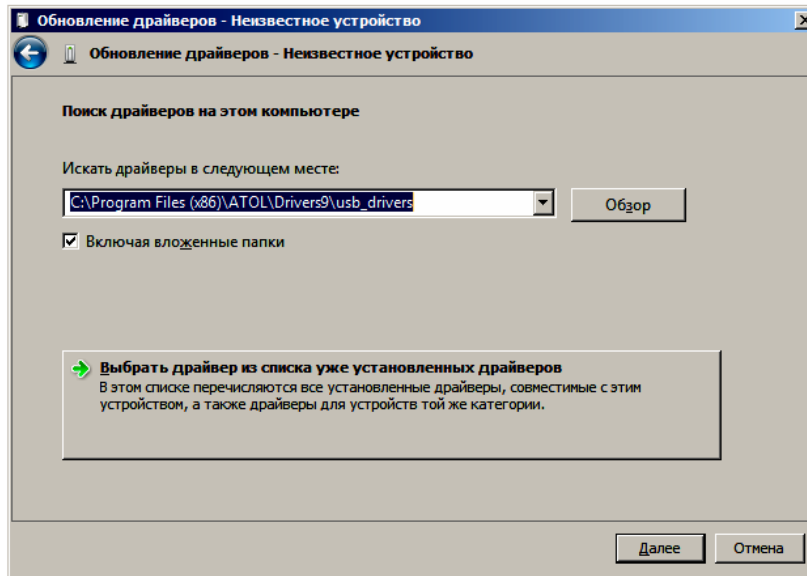 Обновление драйверов - Неизвестное устройство
Обновление драйверов - Неизвестное устройство
Поиск драйверов на этом компьютере
Искать драйверы в следующем месте:
C:\Program Files (x86)\ATOL\Drivers9\usb_drivers
Обзор
Включая вложенные папки
Выбрать драйвер из списка уже установленных драйверов
В этом списке перечисляются все установленные драйверы, совместимые с этим
устройством, а также драйверы для устройств той же категории.
Далее
Отмена